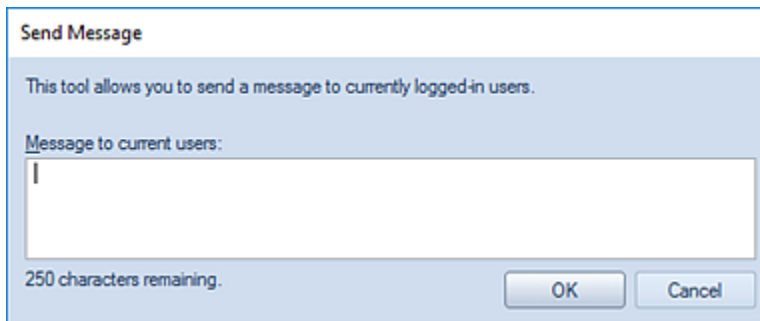 Send Message
This tool allows you to send a message to currently logged-in users.
Message to current users:
250 characters remaining.
OK
Cancel